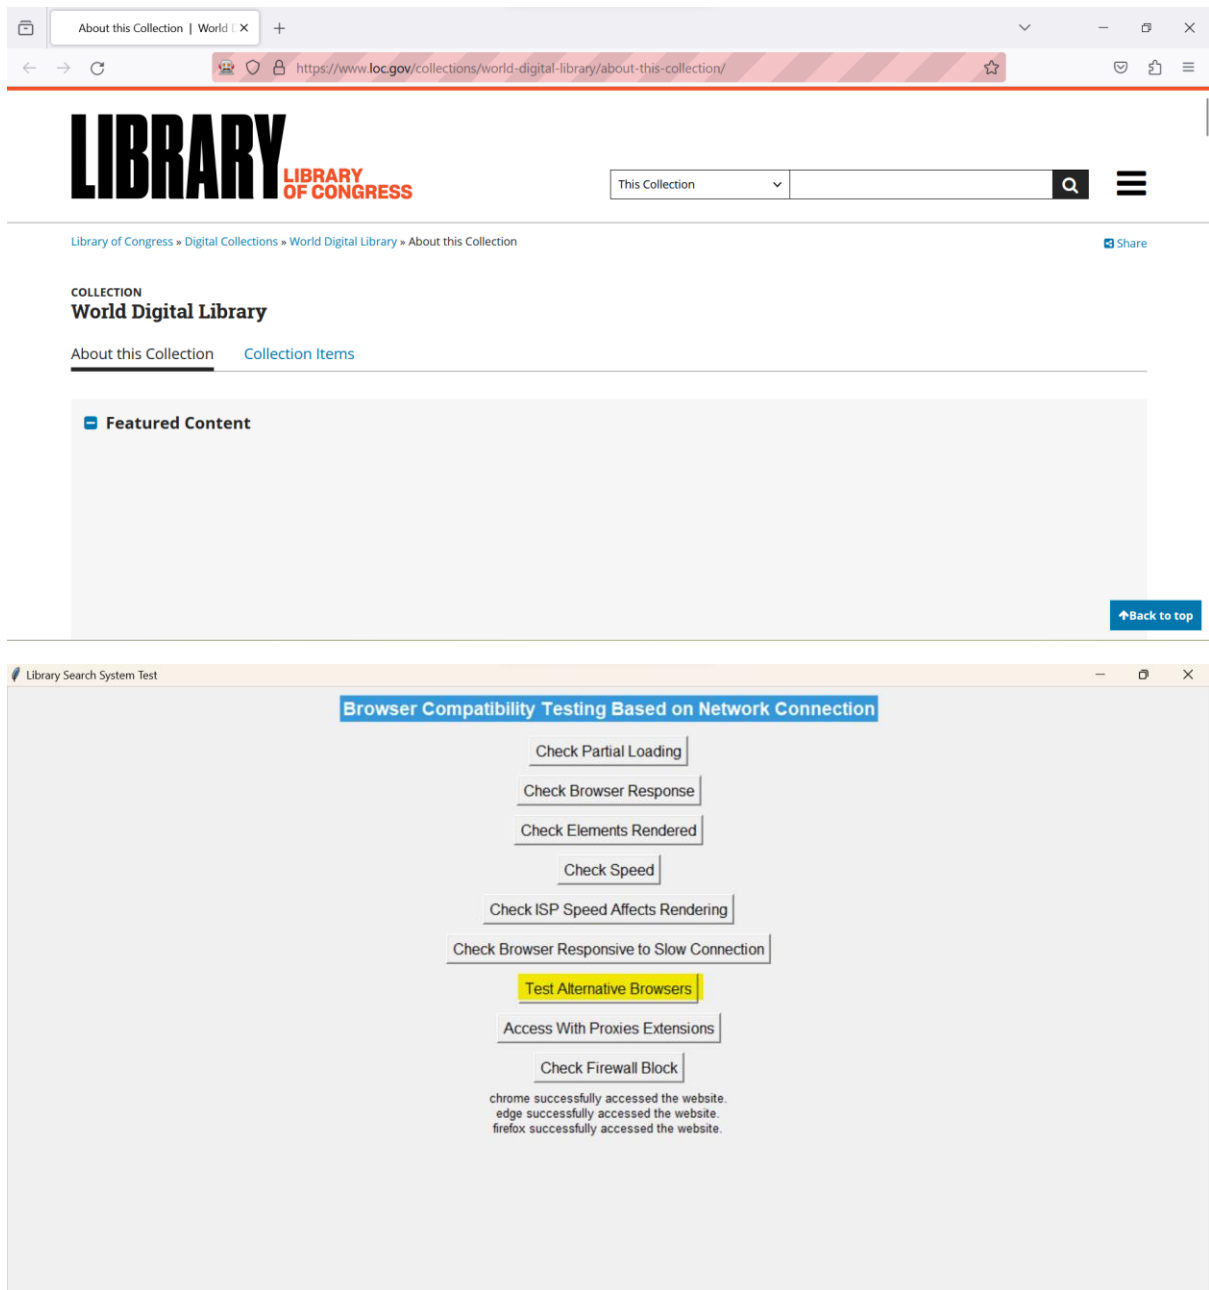 About this Collection | World D
https://www.loc.gov/collections/world-digital-library/about-this-collection/
LIBRARY
LIBRARY
OF CONGRESS
This Collection
Library of Congress » Digital Collections » World Digital Library » About this Collection
Share
COLLECTION
World Digital Library
About this Collection Collection Items
Featured Content
Back to top
Library Search System Test
Browser Compatibility Testing Based on Network Connection
Check Partial Loading
Check Browser Response
Check Elements Rendered
Check Speed
Check ISP Speed Affects Rendering
Check Browser Responsive to Slow Connection
Test Alternative Browsers
Access With Proxies Extensions
Check Firewall Block
chrome successfully accessed the website.
edge successfully accessed the website.
firefox successfully accessed the website.